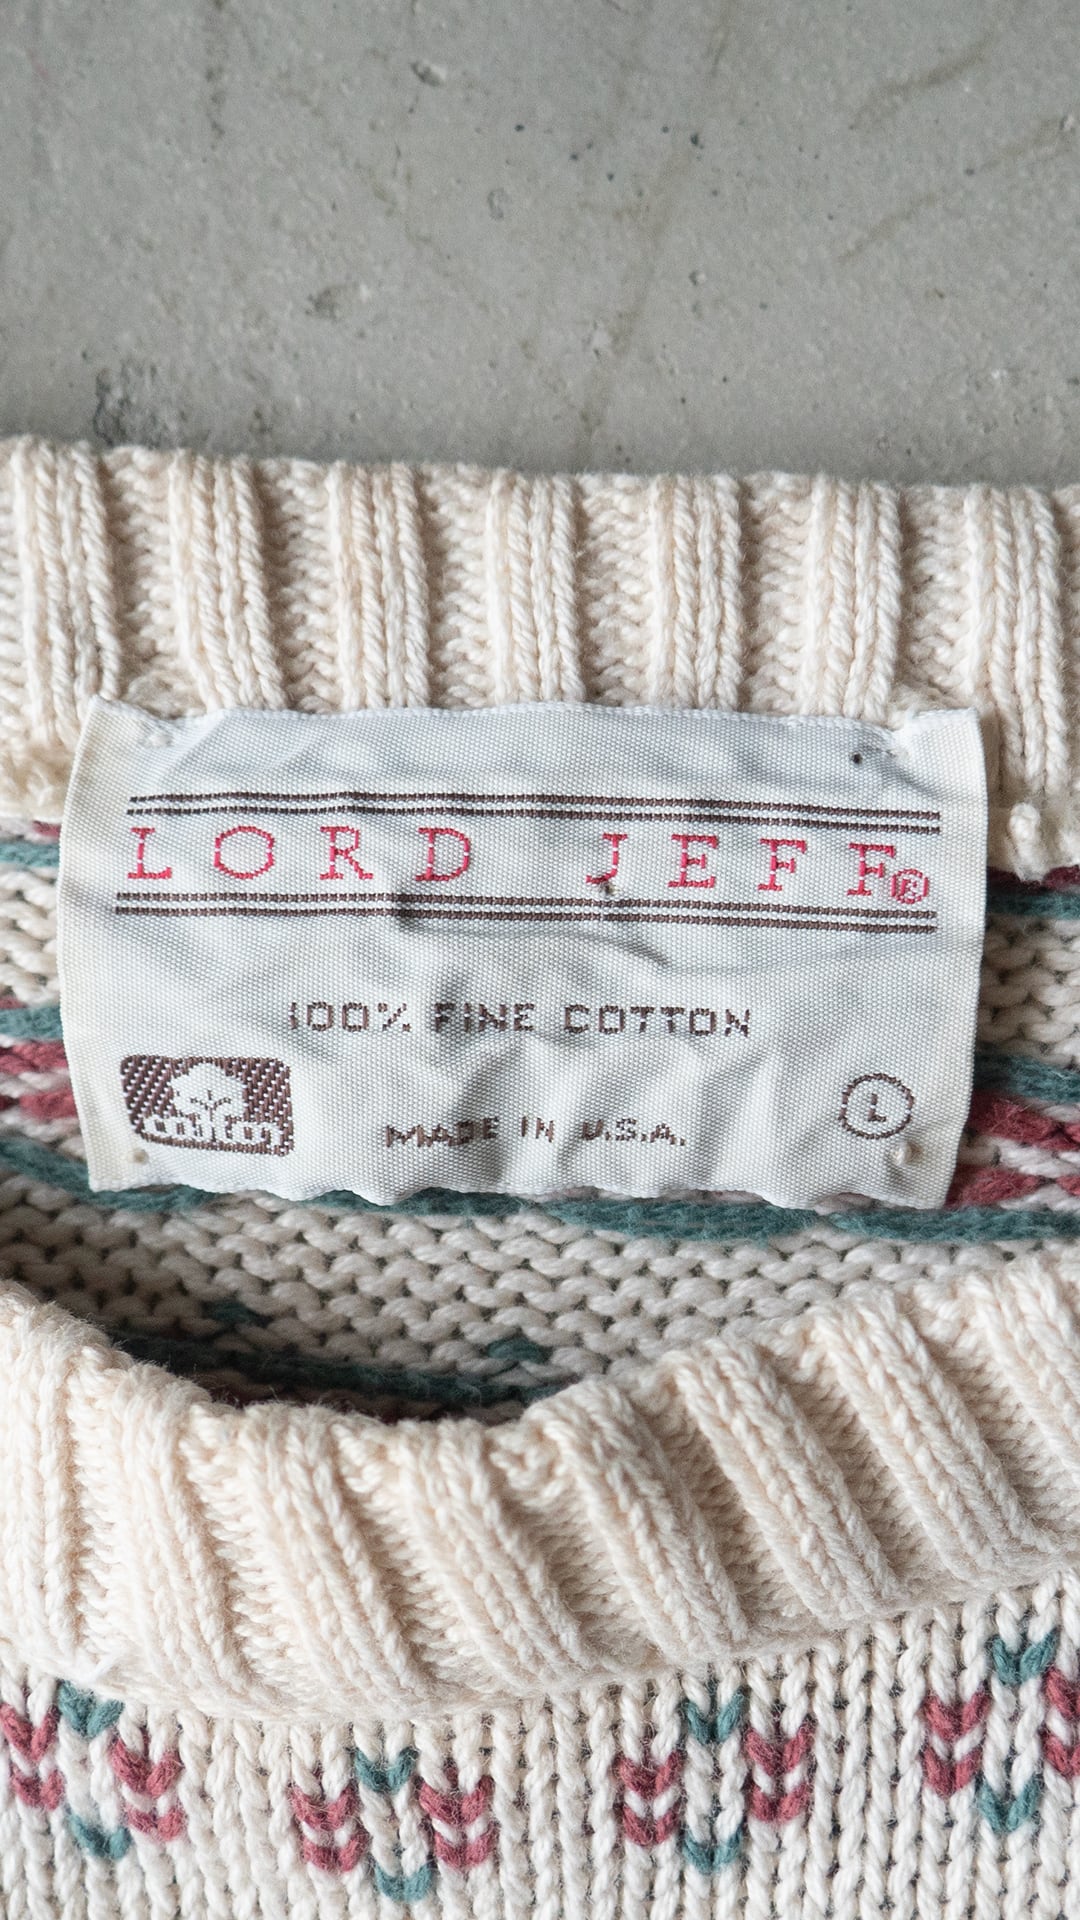 LORD JEFF®
100% FINE COTTON
cotton
MADE IN U.S.A.
L